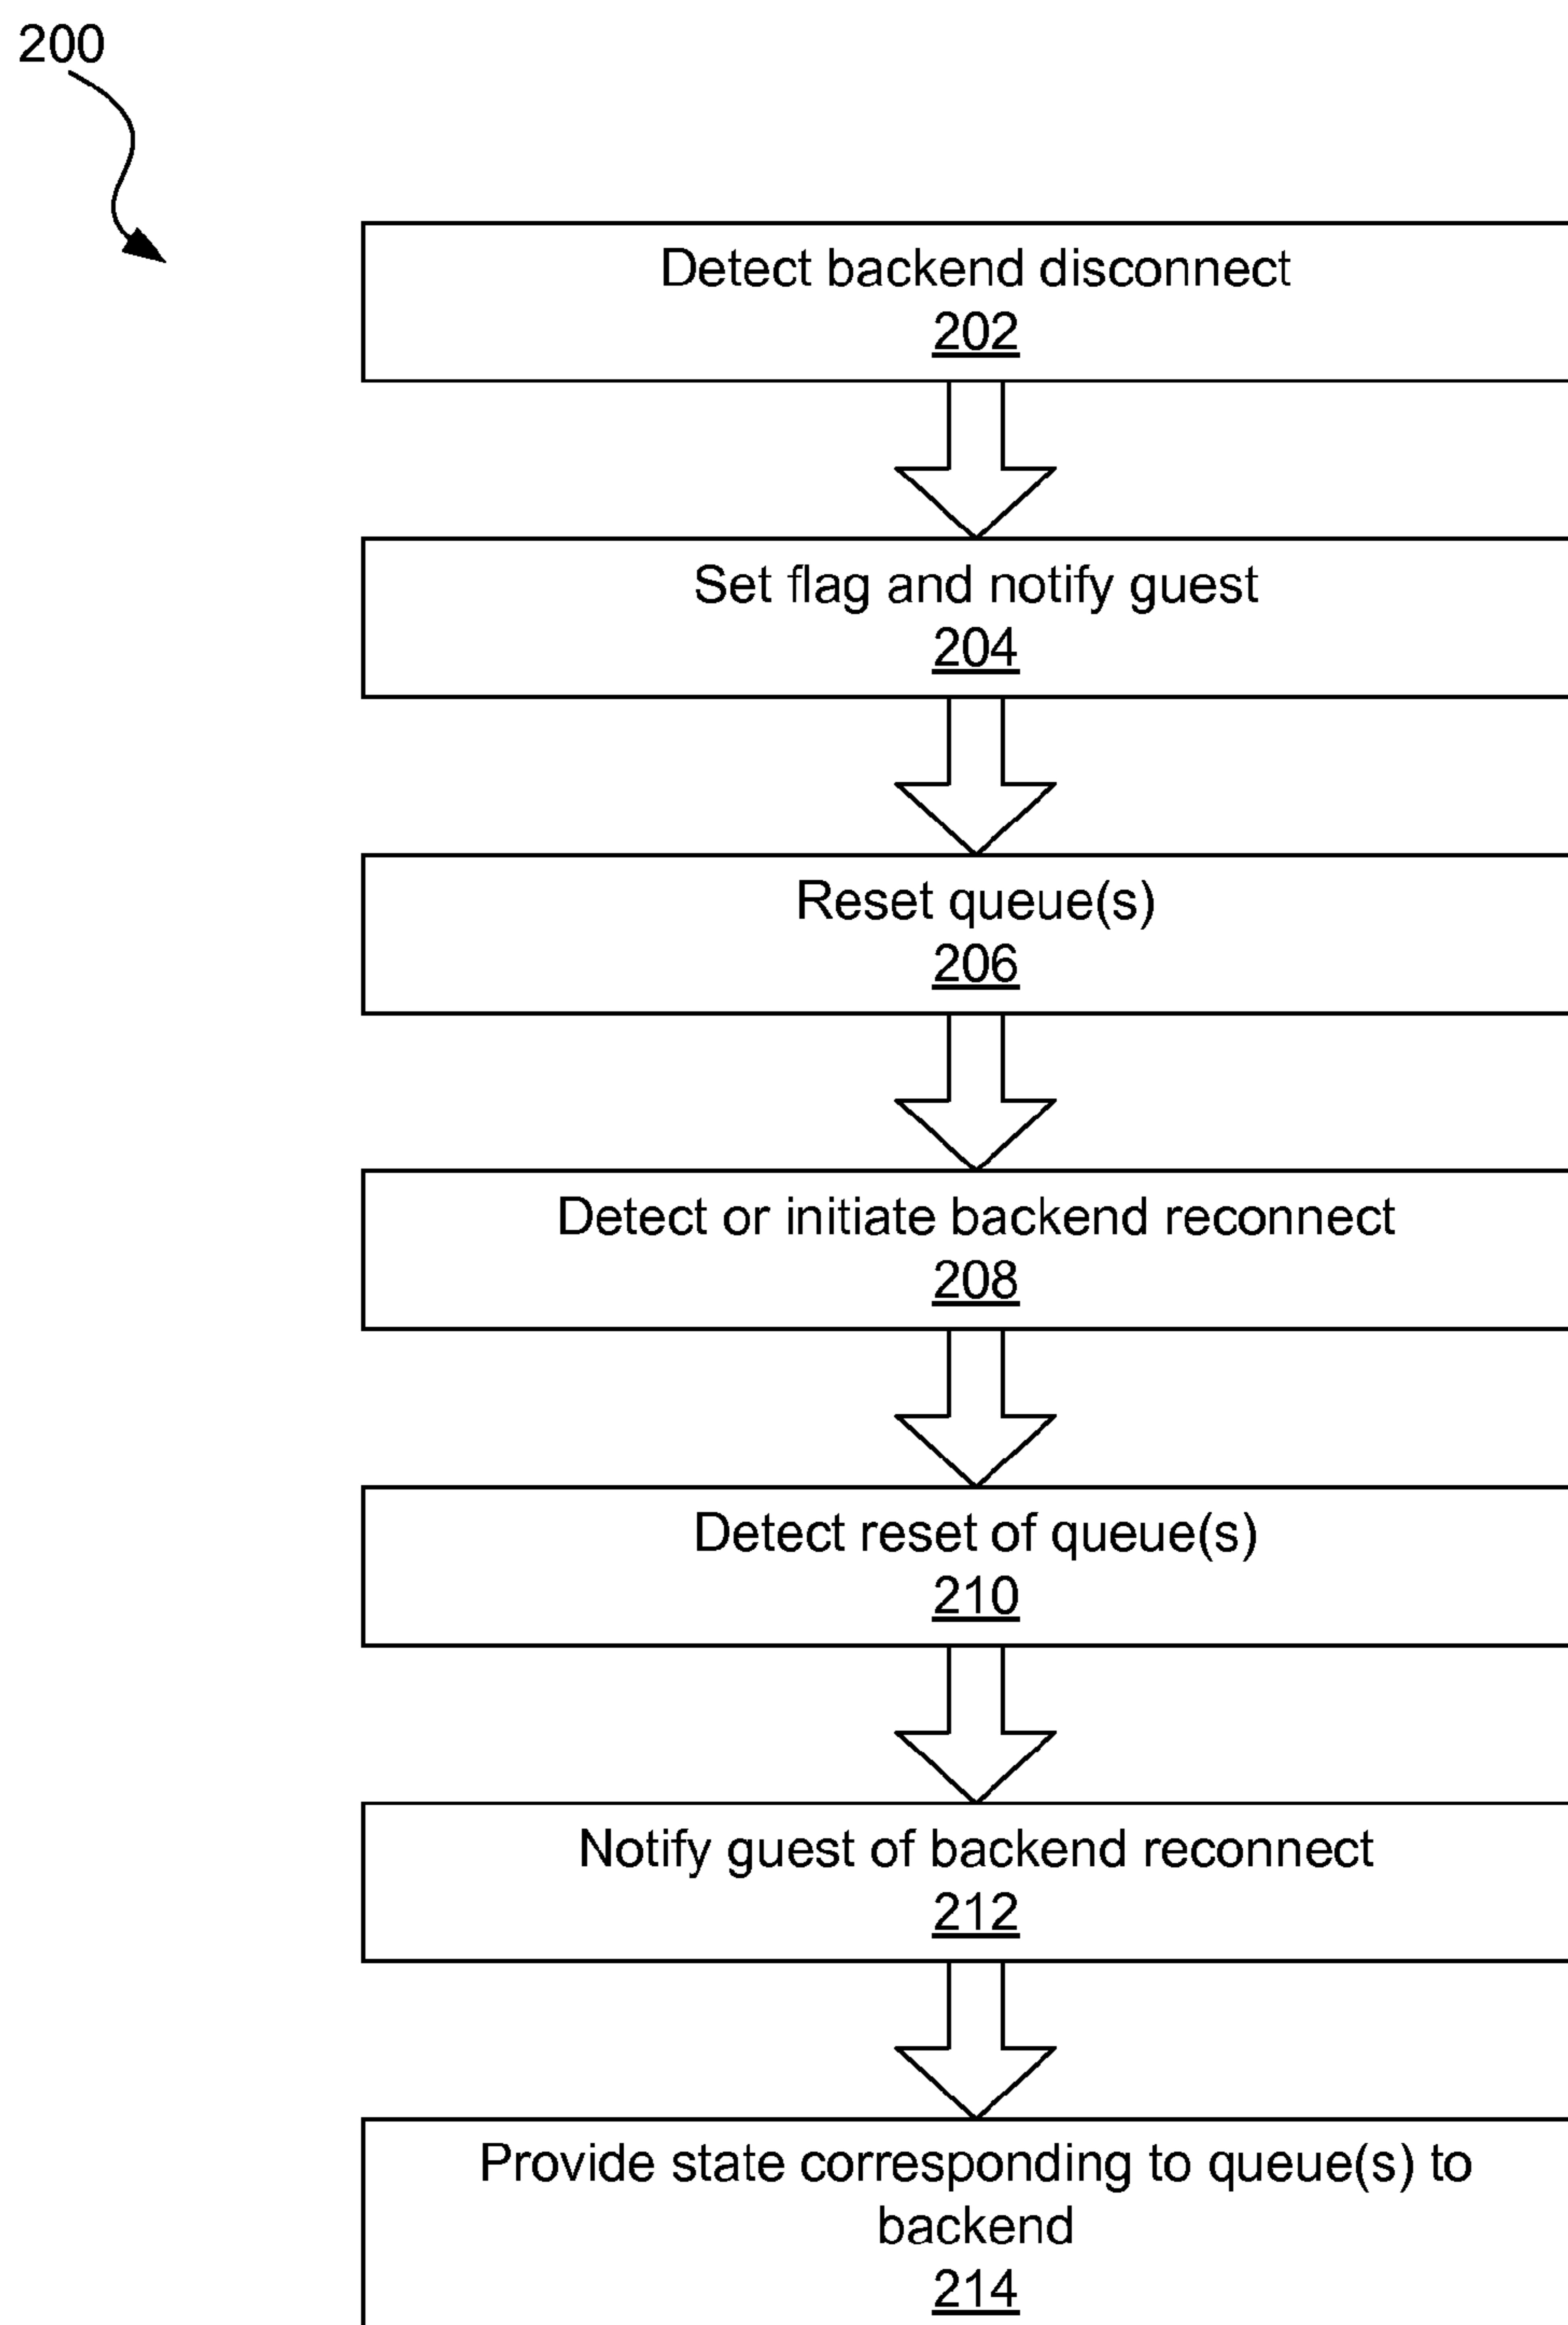 200
Detect backend disconnect
202
Set flag and notify guest
204
Reset queue(s)
206
Detect or initiate backend reconnect
208
Detect reset of queue(s)
210
Notify guest of backend reconnect
212
Provide state corresponding to queue(s) to
backend
214